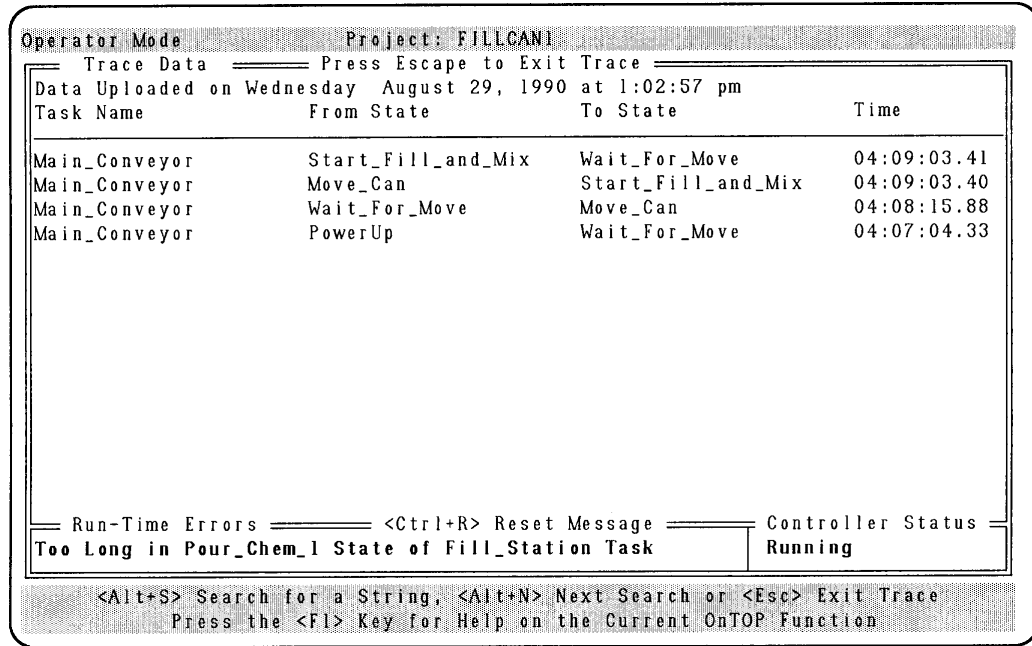 Operator Mode Project: FILLCAN1
Trace Data Press Escape to Exit Trace
Data Uploaded on Wednesday August 29, 1990 at 1:02:57 pm
Task Name From State To State Time
Main_Conveyor Start_Fill_and_Mix Wait_For_Move 04:09:03.41
Main_Conveyor Move_Can Start_Fill_and_Mix 04:09:03.40
Main_Conveyor Wait_For_Move Move_Can 04:08:15.88
Main_Conveyor PowerUp Wait_For_Move 04:07:04.33
Run-Time Errors <Ctrl+R> Reset Message Controller Status
Too Long in Pour_Chem_1 State of Fill_Station Task Running
<Alt+S> Search for a String, <Alt+N> Next Search or <Esc> Exit Trace
Press the <F1> Key for Help on the Current OnTOP Function